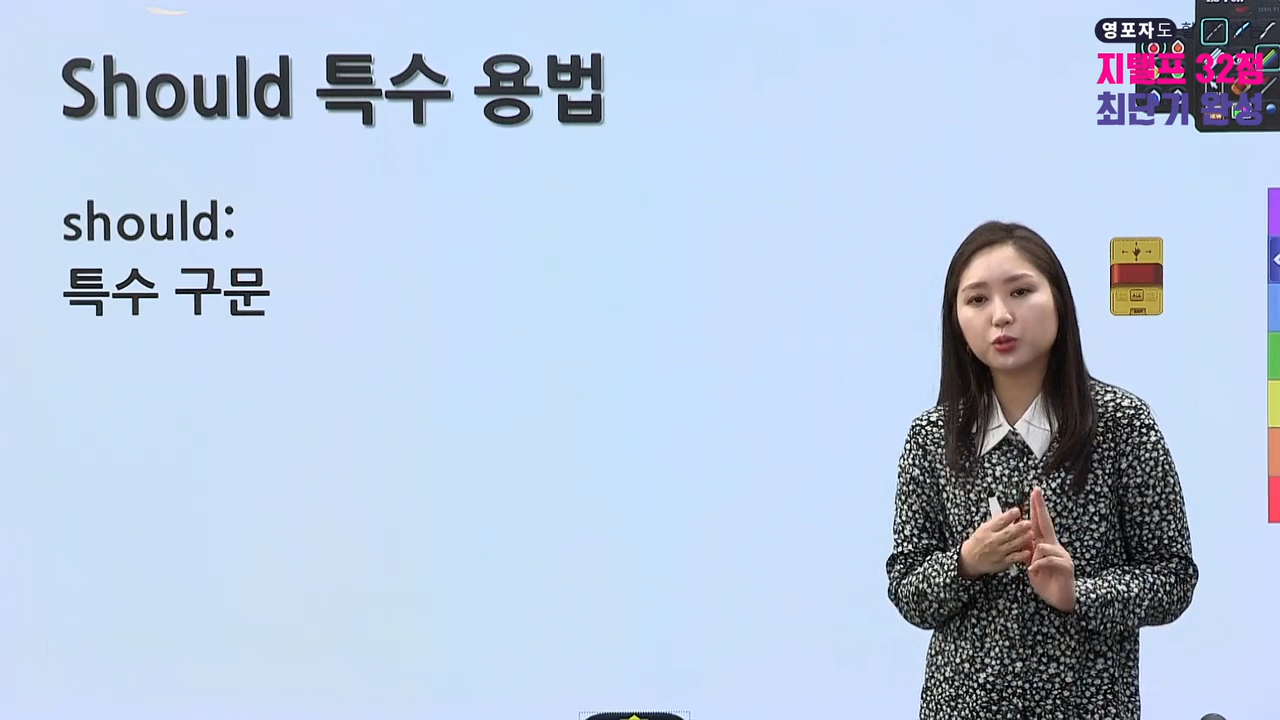 Should 특수 용법
should:
특수 구문
영포자도
지텔프 32점
최단기 완성